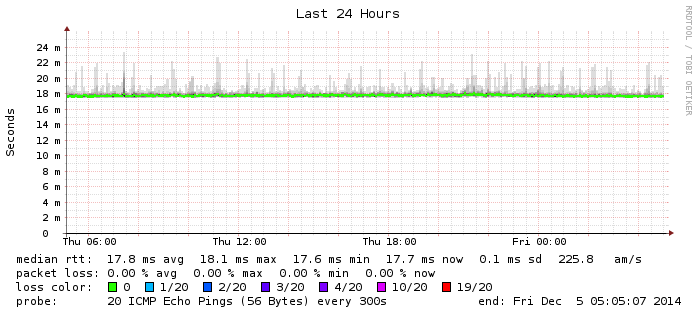 Last 24 Hours
RRDTOOL / TOBI OETIKER
Seconds
24 m
22 m
20 m
18 m
16 m
14 m
12 m
10 m
8 m
6 m
4 m
2 m
0
Thu 06:00 Thu 12:00 Thu 18:00 Fri 00:00
median rtt: 17.8 ms avg 18.1 ms max 17.6 ms min 17.7 ms now 0.1 ms sd 225.8 am/s
packet loss: 0.00 % avg 0.00 % max 0.00 % min 0.00 % now
loss color: 0 1/20 2/20 3/20 4/20 10/20 19/20
probe: 20 ICMP Echo Pings (56 Bytes) every 300s end: Fri Dec 5 05:05:07 2014